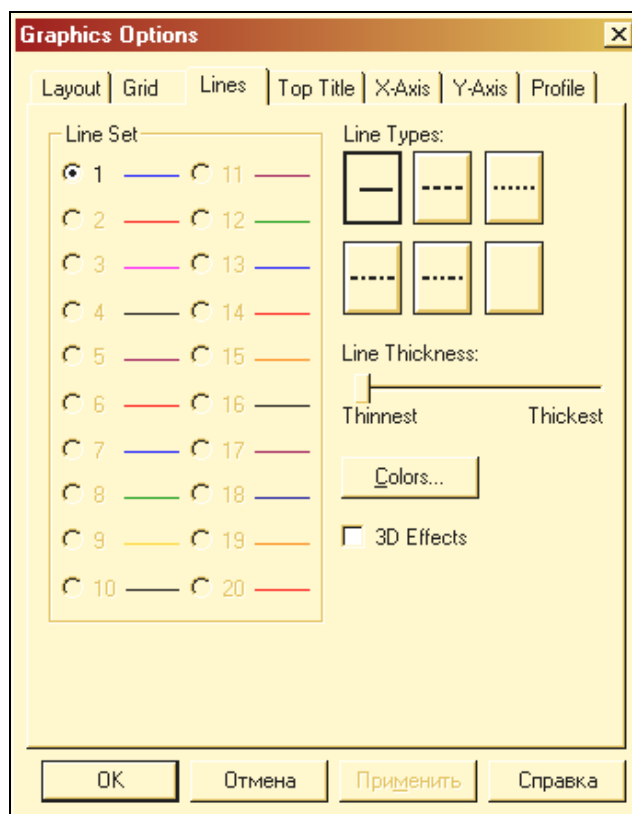 Graphics Options
Layout Grid Lines Top Title X-Axis Y-Axis Profile
Line Set
1 11
2 12
3 13
4 14
5 15
6 16
7 17
8 18
9 19
10 20
Line Types:
Line Thickness:
Thinnest Thickest
Colors...
3D Effects
OK Отмена Применить Справка